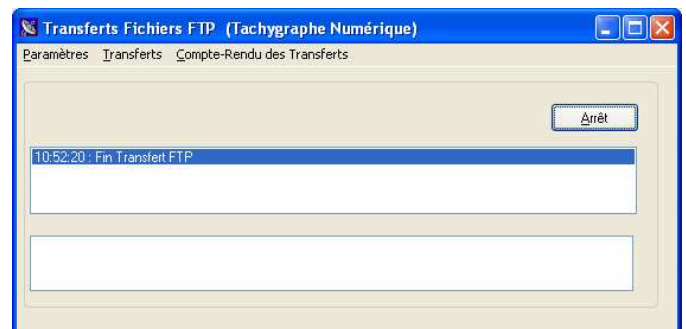 Transferts Fichiers FTP (Tachygraphe Numérique)
Paramètres Transferts Compte-Rendu des Transferts
Arrêt
10:52:20 : Fin Transfert FTP